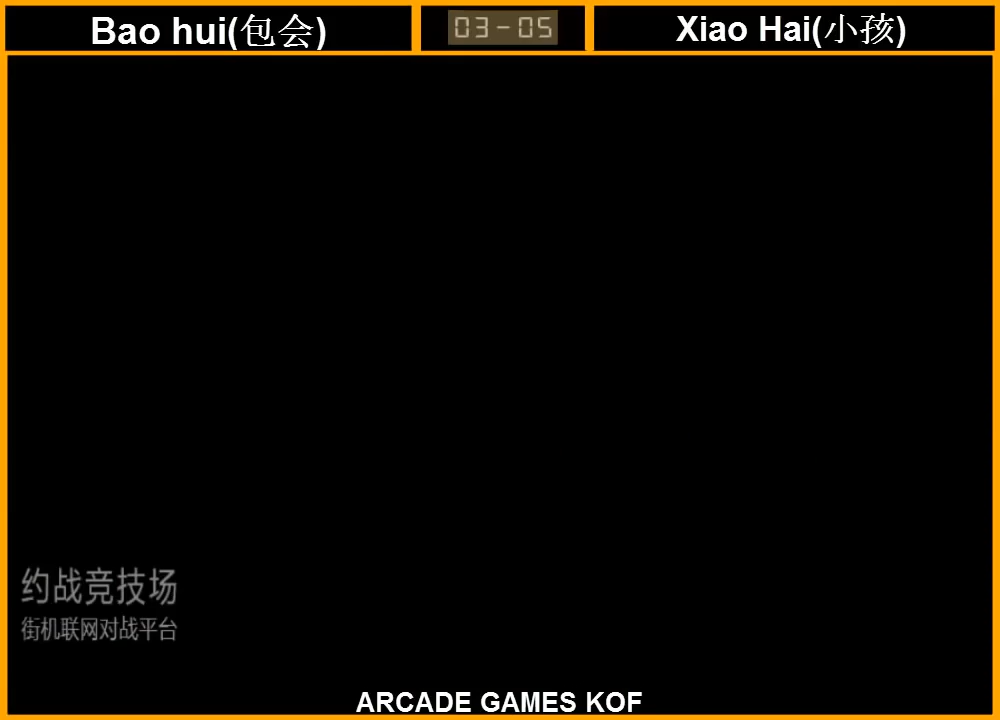 Bao hui(包会)
03-05
Xiao Hai(小孩)
约战竞技场
街机联网对战平台
ARCADE GAMES KOF